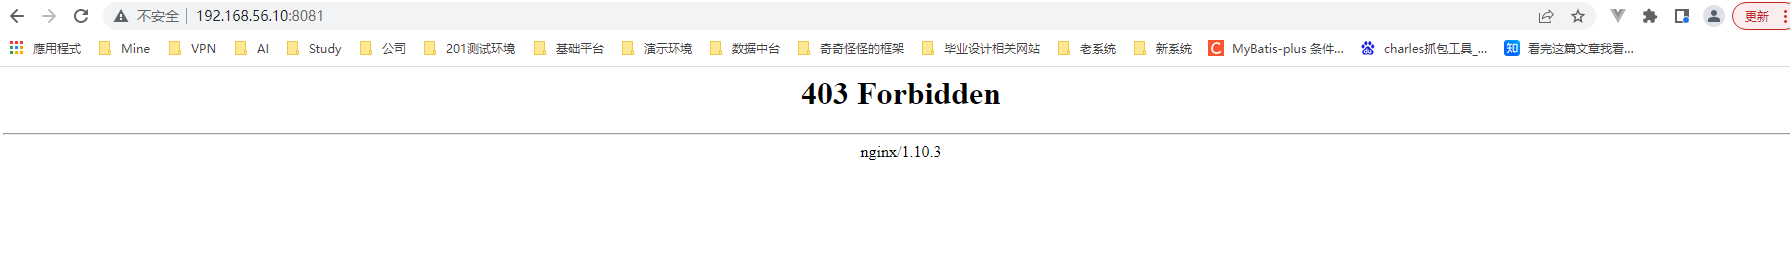 不安全 192.168.56.10:8081 更新
應用程式 Mine VPN AI Study 公司 201测试环境 基础平台 演示环境 数据中台 奇奇怪怪的框架 毕业设计相关网站 老系统 新系统 C MyBatis-plus 条件... charles抓包工具_... 知 看完这篇文章我看...
403 Forbidden
nginx/1.10.3